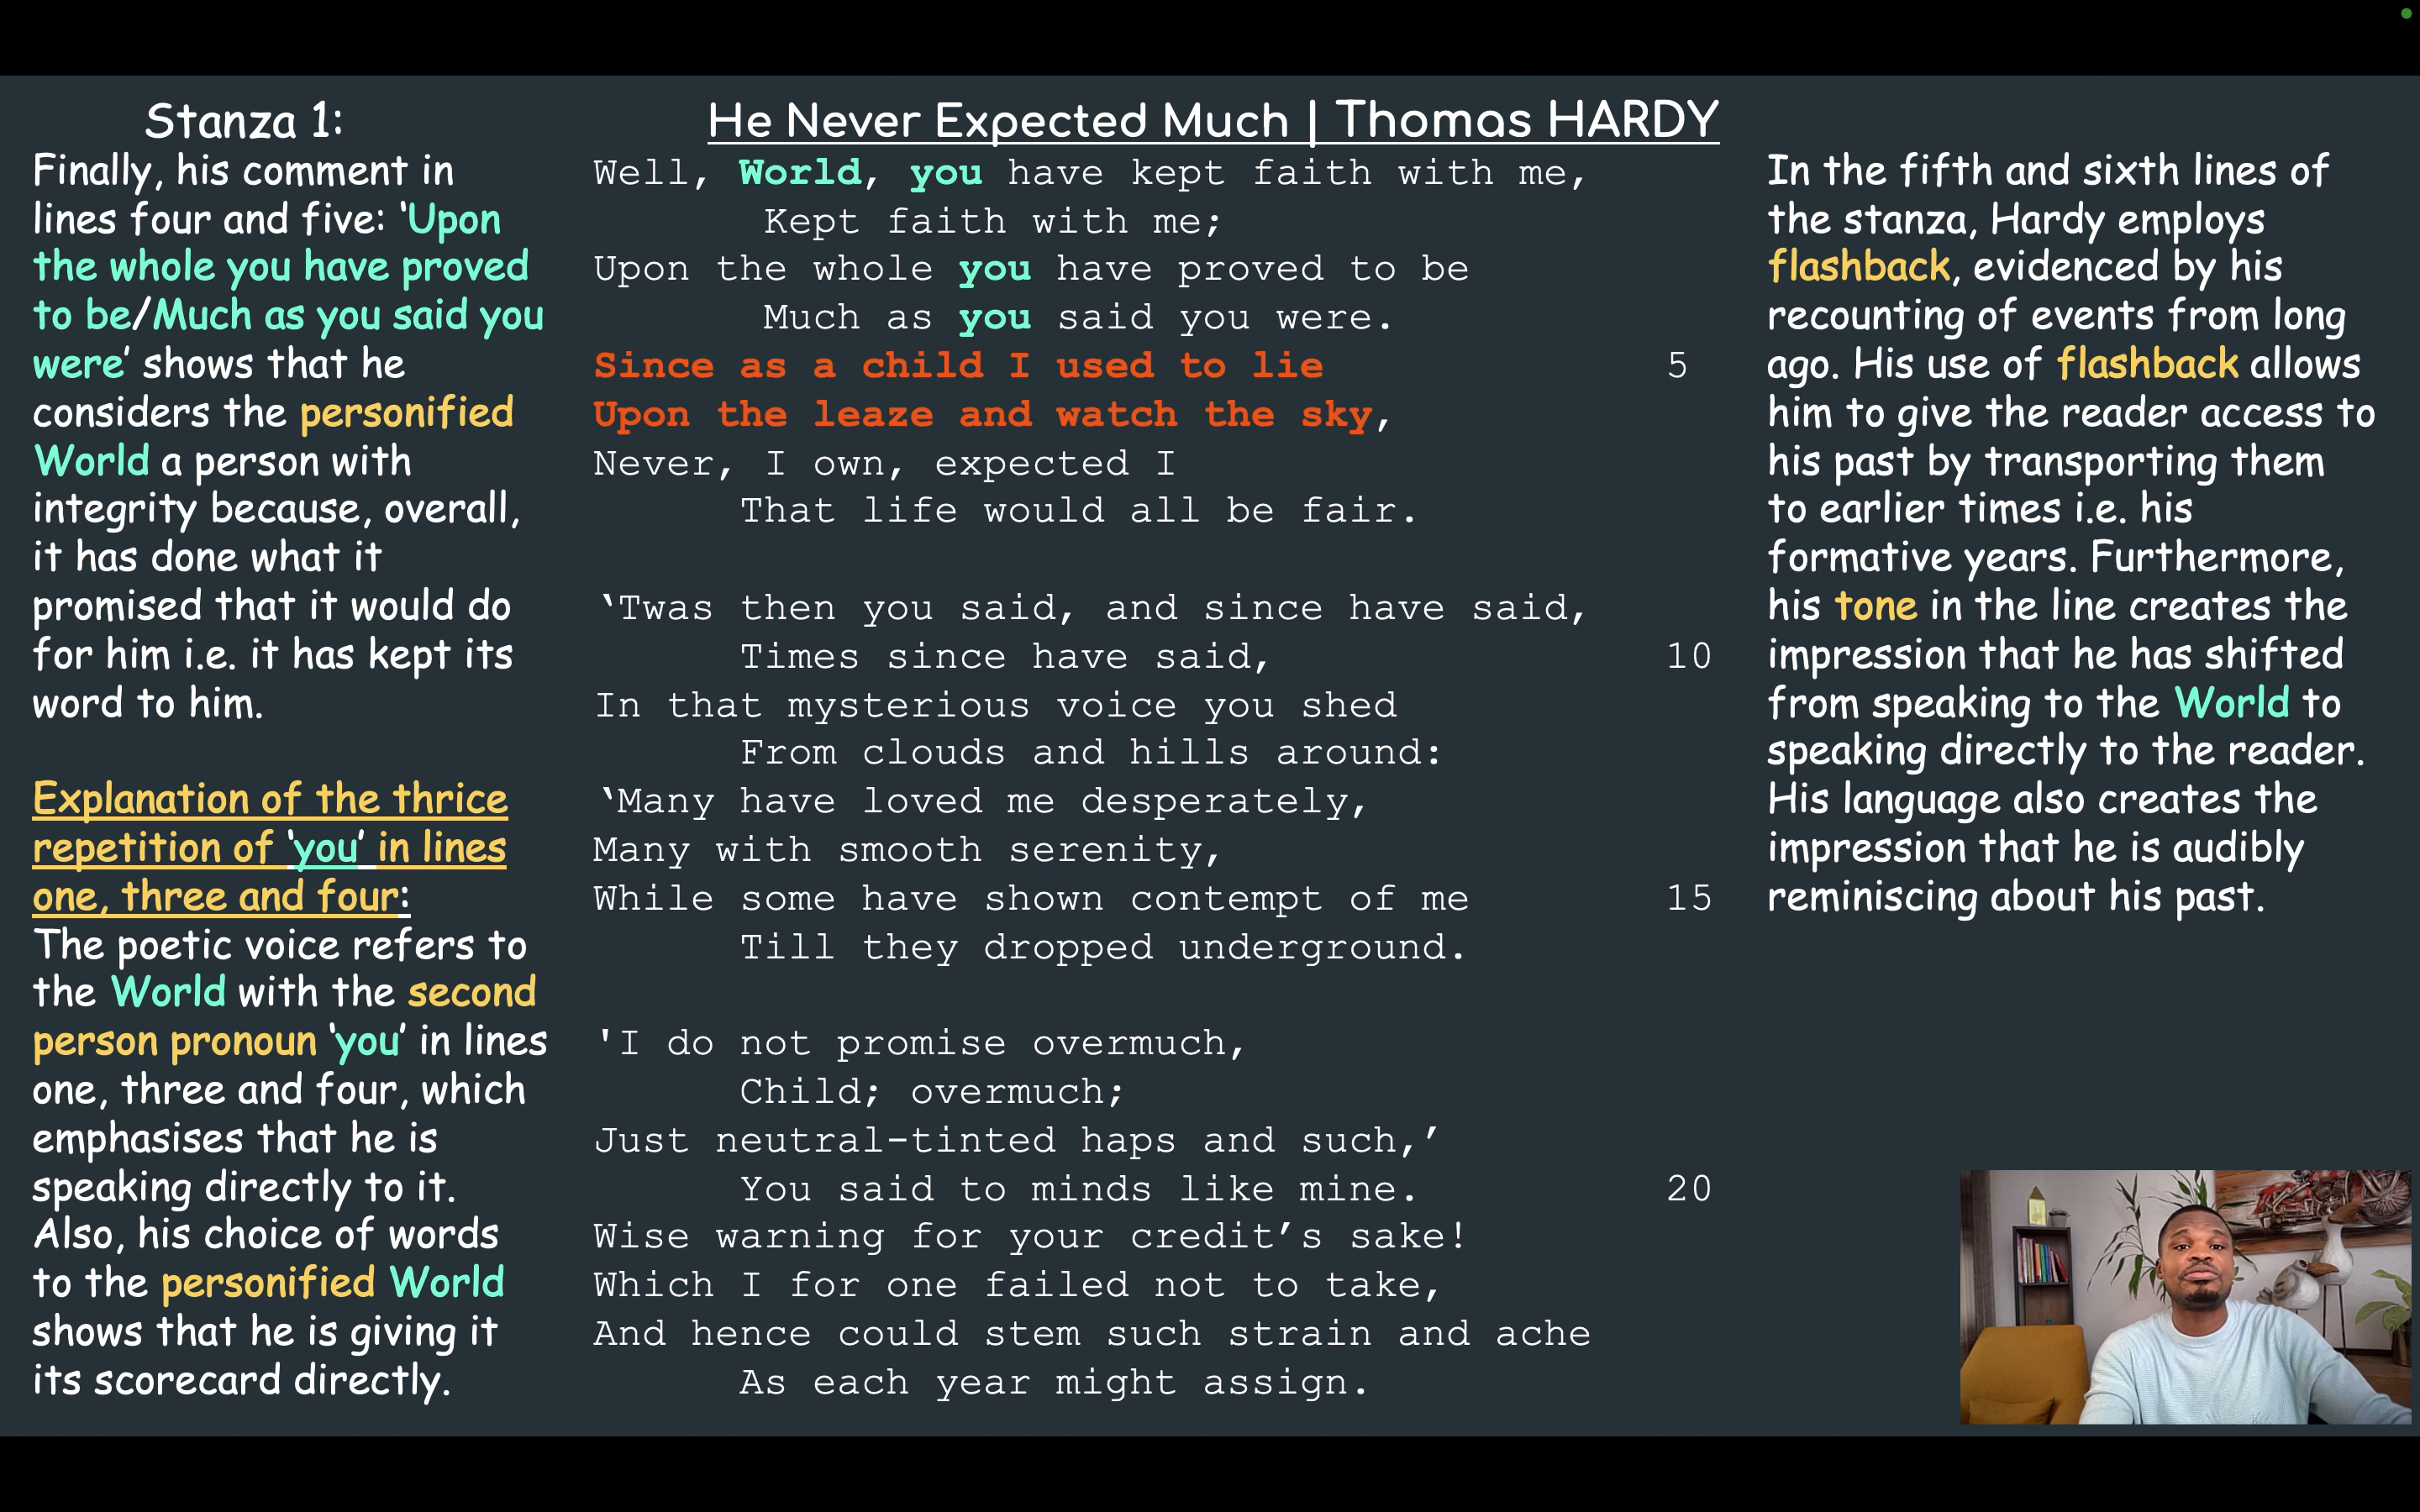 Stanza 1:
Finally, his comment in
lines four and five: ‘Upon
the whole you have proved
to be/Much as you said you
were’ shows that he
considers the personified
World a person with
integrity because, overall,
it has done what it
promised that it would do
for him i.e. it has kept its
word to him.
Explanation of the thrice
repetition of ‘you’ in lines
one, three and four:
The poetic voice refers to
the World with the second
person pronoun ‘you’ in lines
one, three and four, which
emphasises that he is
speaking directly to it.
Also, his choice of words
to the personified World
shows that he is giving it
its scorecard directly.
He Never Expected Much | Thomas HARDY
Well, World, you have kept faith with me,
Kept faith with me;
Upon the whole you have proved to be
Much as you said you were.
Since as a child I used to lie 5
Upon the leaze and watch the sky,
Never, I own, expected I
That life would all be fair.
‘Twas then you said, and since have said,
Times since have said, 10
In that mysterious voice you shed
From clouds and hills around:
‘Many have loved me desperately,
Many with smooth serenity,
While some have shown contempt of me 15
Till they dropped underground.
'I do not promise overmuch,
Child; overmuch;
Just neutral-tinted haps and such,’
You said to minds like mine. 20
Wise warning for your credit’s sake!
Which I for one failed not to take,
And hence could stem such strain and ache
As each year might assign.
In the fifth and sixth lines of
the stanza, Hardy employs
flashback, evidenced by his
recounting of events from long
ago. His use of flashback allows
him to give the reader access to
his past by transporting them
to earlier times i.e. his
formative years. Furthermore,
his tone in the line creates the
impression that he has shifted
from speaking to the World to
speaking directly to the reader.
His language also creates the
impression that he is audibly
reminiscing about his past.